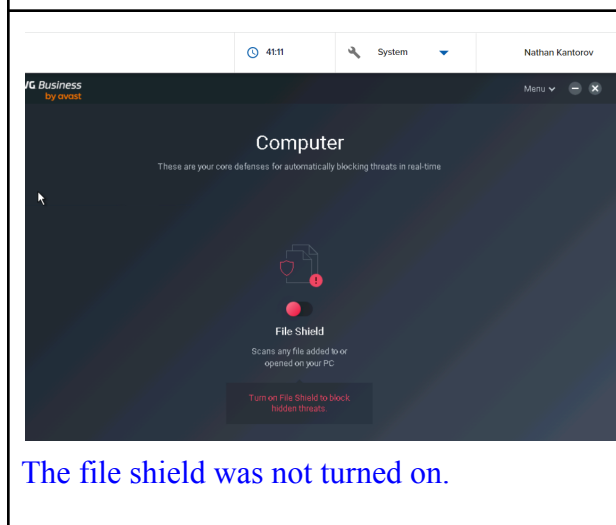 41:11 System Nathan Kantorov
VG Business
by avast
Menu
Computer
These are your core defenses for automatically blocking threats in real-time
File Shield
Scans any file added to or
opened on your PC
Turn on File Shield to block
hidden threats.
The file shield was not turned on.